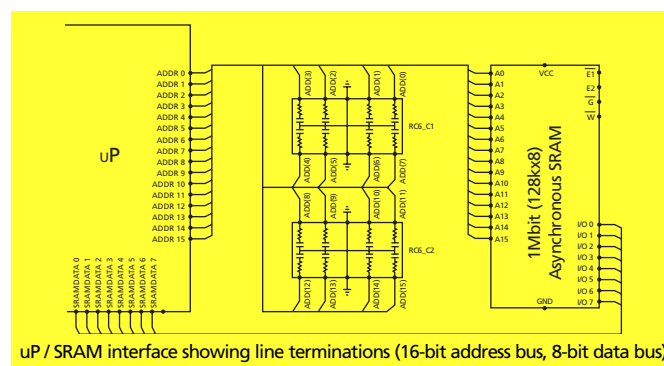 ADDR 0
ADDR 1
ADDR 2
ADDR 3
ADDR 4
ADDR 5
ADDR 6
ADDR 7
ADDR 8
ADDR 9
ADDR 10
ADDR 11
ADDR 12
ADDR 13
ADDR 14
ADDR 15
uP
SRAMDATA 0
SRAMDATA 1
SRAMDATA 2
SRAMDATA 3
SRAMDATA 4
SRAMDATA 5
SRAMDATA 6
SRAMDATA 7
ADD(3)
ADD(2)
ADD(1)
ADD(0)
RC6_C1
ADD(4)
ADD(5)
ADD(6)
ADD(7)
ADD(8)
ADD(9)
ADD(10)
ADD(11)
RC6_C2
ADD(12)
ADD(13)
ADD(14)
ADD(15)
A0
A1
A2
A3
A4
A5
A6
A7
A8
A9
A10
A11
A12
A13
A14
A15
VCC
E1
E2
G
W
1Mbit (128kx8)
Asynchronous SRAM
I/O 0
I/O 1
I/O 2
I/O 3
I/O 4
I/O 5
I/O 6
I/O 7
GND
uP / SRAM interface showing line terminations (16-bit address bus, 8-bit data bus)